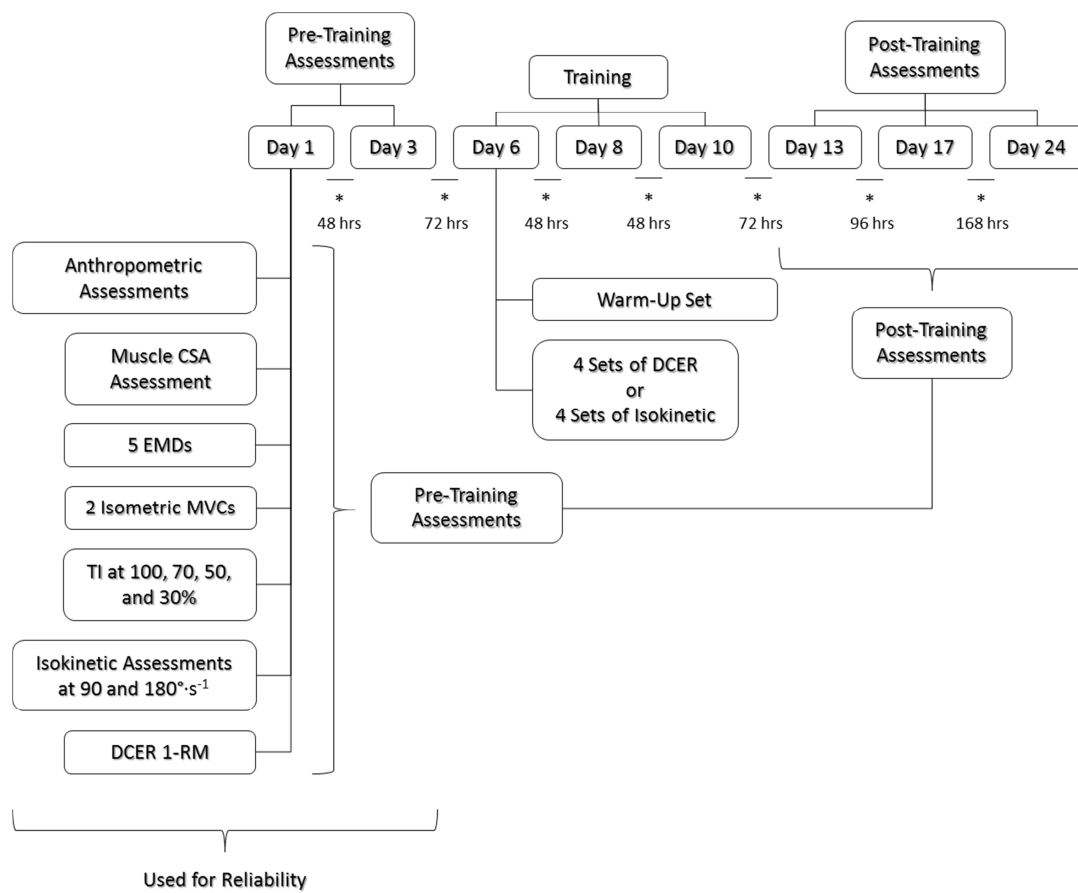 Pre-Training
Assessments
Training
Post-Training
Assessments
Day 1
Day 3
Day 6
Day 8
Day 10
Day 13
Day 17
Day 24
* * * * * * *
48 hrs
72 hrs
48 hrs
48 hrs
72 hrs
96 hrs
168 hrs
Anthropometric
Assessments
Muscle CSA
Assessment
5 EMDs
2 Isometric MVCs
TI at 100, 70, 50,
and 30%
Isokinetic Assessments
at 90 and 180°·s⁻¹
DCER 1-RM
Warm-Up Set
4 Sets of DCER
or
4 Sets of Isokinetic
Post-Training
Assessments
Pre-Training
Assessments
Used for Reliability